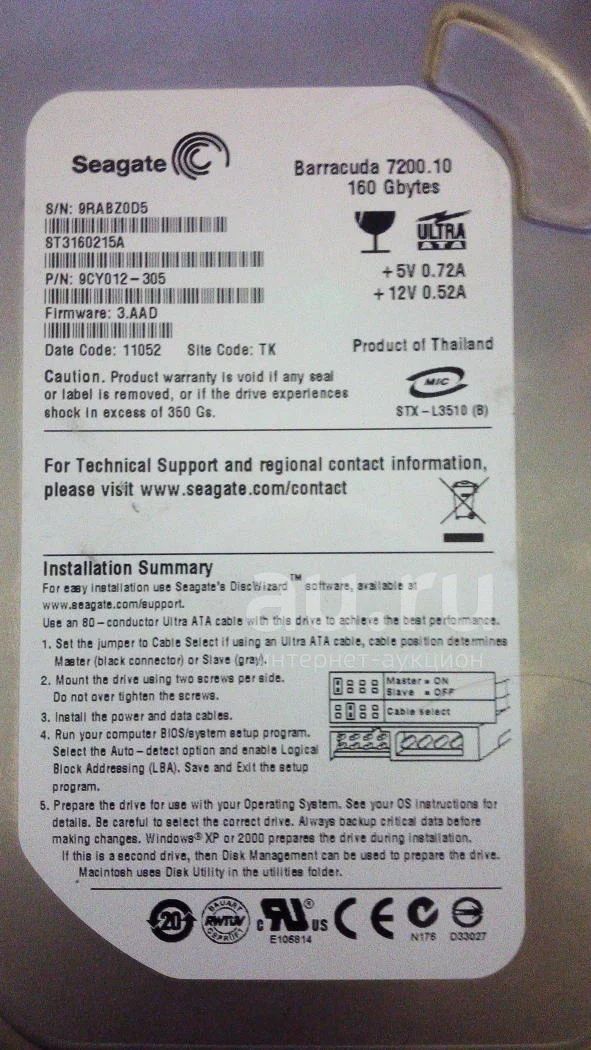 Seagate
Barracuda 7200.10
160 Gbytes
S/N: 9RABZ0D5
ST3160215A
P/N: 9CY012-305
Firmware: 3.AAD
Date Code: 11052 Site Code: TK
ULTRA
ATA
+5V 0.72A
+12V 0.52A
Product of Thailand
Caution. Product warranty is void if any seal
or label is removed, or if the drive experiences
shock in excess of 350 Gs.
MIC
STX-L3510 (B)
For Technical Support and regional contact information,
please visit www.seagate.com/contact
Installation Summary
For easy installation use Seagate's DiscWizard™ software, available at
www.seagate.com/support.
Use an 80-conductor Ultra ATA cable with this drive to achieve the best performance.
1. Set the jumper to Cable Select if using an Ultra ATA cable, cable position determines
Master (black connector) or Slave (gray).
2. Mount the drive using two screws per side.
Do not over tighten the screws.
3. Install the power and data cables.
4. Run your computer BIOS/system setup program.
Select the Auto-detect option and enable Logical
Block Addressing (LBA). Save and Exit the setup
program.
Master = ON
Slave = OFF
Cable select
5. Prepare the drive for use with your Operating System. See your OS instructions for
details. Be careful to select the correct drive. Always backup critical data before
making changes. Windows® XP or 2000 prepares the drive during installation.
If this is a second drive, then Disk Management can be used to prepare the drive.
Macintosh uses Disk Utility in the utilities folder.
20
BAUART
RWTÜV
GEPRÜFT
c RU® US
E105814
CE
N176
D33027
au.ru
интернет-аукцион